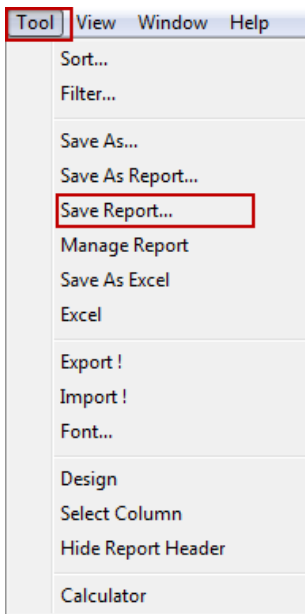 Tool View Window Help
Sort...
Filter...
Save As...
Save As Report...
Save Report...
Manage Report
Save As Excel
Excel
Export !
Import !
Font...
Design
Select Column
Hide Report Header
Calculator